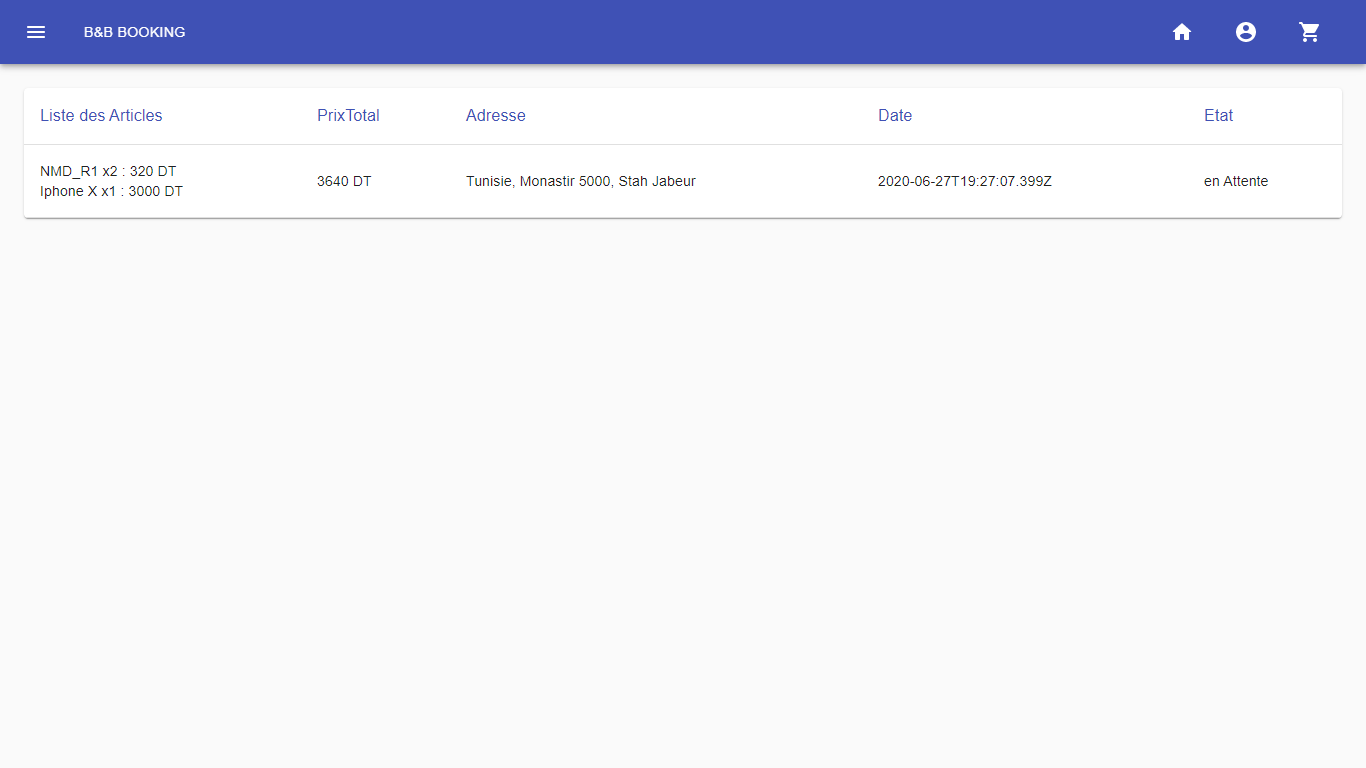 B&B BOOKING
Liste des Articles PrixTotal Adresse Date Etat
NMD_R1 x2 : 320 DT
Iphone X x1 : 3000 DT
3640 DT Tunisie, Monastir 5000, Stah Jabeur 2020-06-27T19:27:07.399Z en Attente